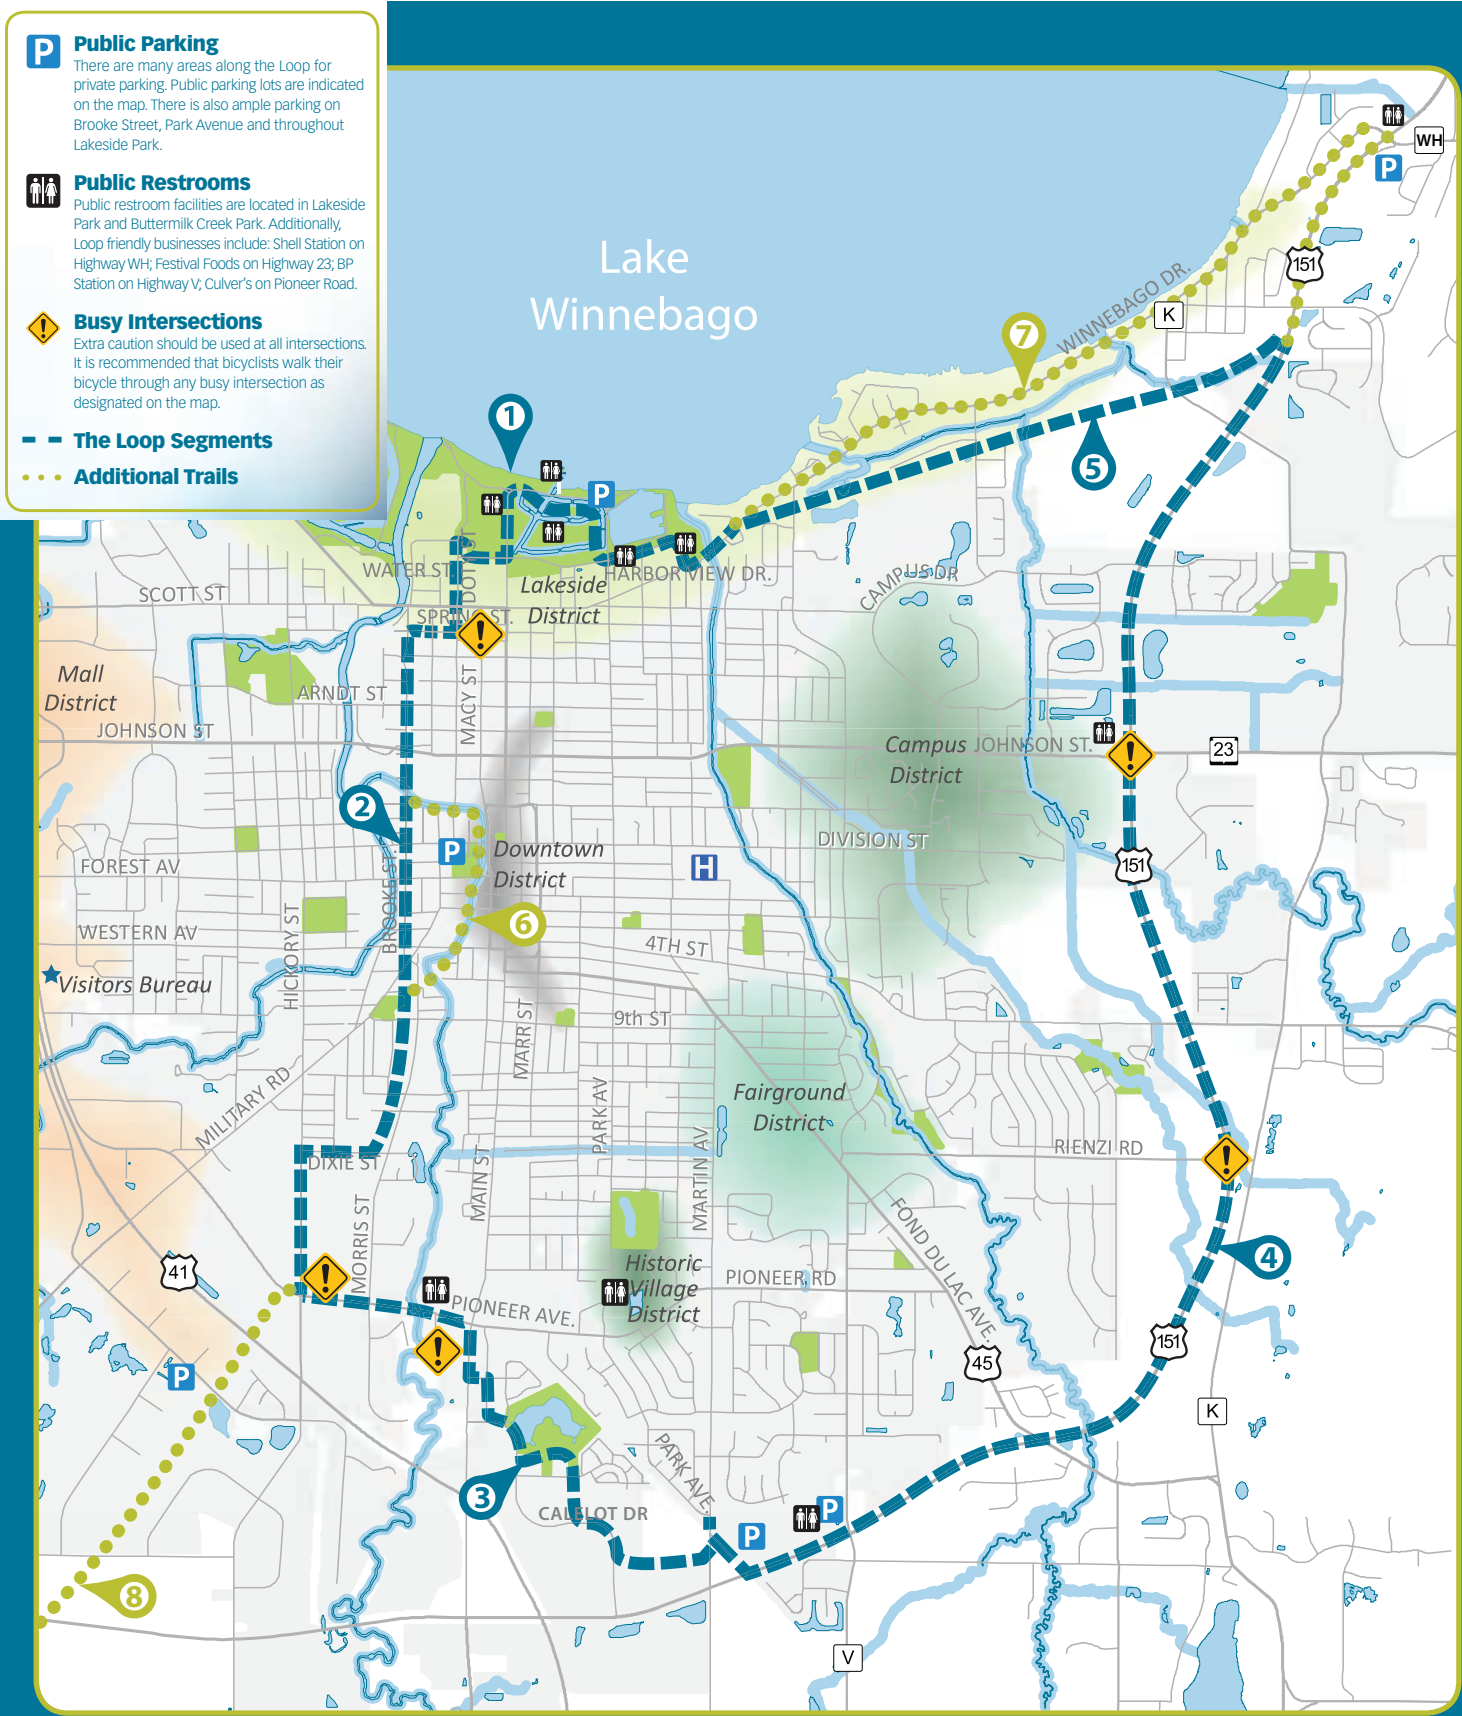 P
Public Parking
There are many areas along the Loop for
private parking. Public parking lots are indicated
on the map. There is also ample parking on
Brooke Street, Park Avenue and throughout
Lakeside Park.
Public Restrooms
Public restroom facilities are located in Lakeside
Park and Buttermilk Creek Park. Additionally,
Loop friendly businesses include: Shell Station on
Highway WH; Festival Foods on Highway 23; BP
Station on Highway V; Culver's on Pioneer Road.
!
Busy Intersections
Extra caution should be used at all intersections.
It is recommended that bicyclists walk their
bicycle through any busy intersection as
designated on the map.
The Loop Segments
Additional Trails
Lake
Winnebago
WH
P
151
WINNEBAGO DR.
K
7
1
5
P
WATER ST
DOTY ST
Lakeside
District
HARBOR VIEW DR.
CAMPUS DR
SCOTT ST
SPRING ST.
!
Mall
District
ARNDT ST
MACY ST
JOHNSON ST
Campus
District
JOHNSON ST.
!
23
2
P
Downtown
District
H
DIVISION ST
151
FOREST AV
BROOKE ST.
6
WESTERN AV
HICKORY ST
4TH ST
Visitors Bureau
MARR ST
9th ST
MILITARY RD
PARK AV
Fairground
District
MARTIN AV
RIENZI RD
!
DIXIE ST
MAIN ST
MORRIS ST
FOND DU LAC AVE.
4
41
!
Historic
Village
District
PIONEER RD
PIONEER AVE.
!
151
45
P
K
PARK AVE.
3
CALELOT DR
P
P
8
V